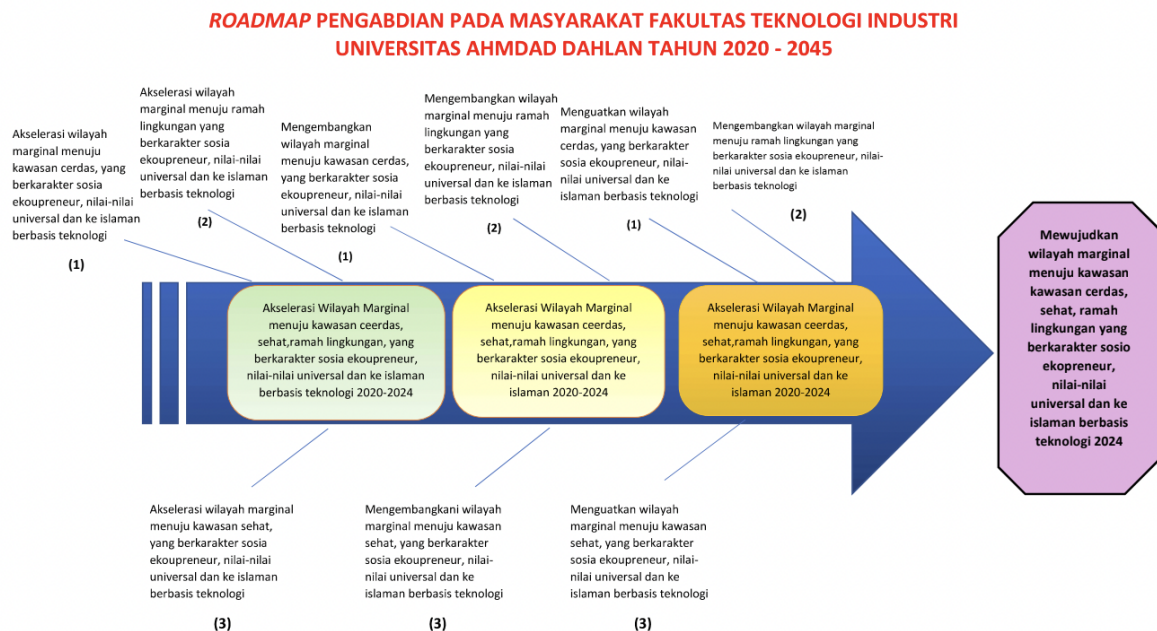 ROADMAP PENGABDIAN PADA MASYARAKAT FAKULTAS TEKNOLOGI INDUSTRI
UNIVERSITAS AHMDAD DAHLAN TAHUN 2020 - 2045
Akselerasi wilayah
marginal menuju
kawasan cerdas, yang
berkarakter sosia
ekoupreneur, nilai-nilai
universal dan ke islaman
berbasis teknologi
(1)
Akselerasi wilayah
marginal menuju ramah
lingkungan yang
berkarakter sosia
ekoupreneur, nilai-nilai
universal dan ke islaman
berbasis teknologi
(2)
Mengembangkan
wilayah marginal
menuju kawasan cerdas,
yang berkarakter sosia
ekoupreneur, nilai-nilai
universal dan ke islaman
berbasis teknologi
(1)
Mengembangkan wilayah
marginal menuju ramah
lingkungan yang
berkarakter sosia
ekoupreneur, nilai-nilai
universal dan ke islaman
berbasis teknologi
(2)
Menguatkan wilayah
marginal menuju kawasan
cerdas, yang berkarakter
sosia ekoupreneur, nilai-
nilai universal dan ke
islaman berbasis teknologi
(1)
Mengembangkan wilayah marginal
menuju ramah lingkungan yang
berkarakter sosia ekoupreneur, nilai-
nilai universal dan ke islaman
berbasis teknologi
(2)
Akselerasi Wilayah Marginal
menuju kawasan ceerdas,
sehat,ramah lingkungan, yang
berkarakter sosia ekoupreneur,
nilai-nilai universal dan ke islaman
berbasis teknologi 2020-2024
Akselerasi Wilayah Marginal
menuju kawasan ceerdas,
sehat,ramah lingkungan, yang
berkarakter sosia ekoupreneur,
nilai-nilai universal dan ke
islaman 2020-2024
Akselerasi Wilayah Marginal
menuju kawasan ceerdas,
sehat,ramah lingkungan, yang
berkarakter sosia ekoupreneur,
nilai-nilai universal dan ke
islaman 2020-2024
Mewujudkan
wilayah marginal
menuju kawasan
kawasan cerdas,
sehat, ramah
lingkungan yang
berkarakter sosio
ekopreneur,
nilai-nilai
universal dan ke
islaman berbasis
teknologi 2024
Akselerasi wilayah marginal
menuju kawasan sehat,
yang berkarakter sosia
ekoupreneur, nilai-nilai
universal dan ke islaman
berbasis teknologi
(3)
Mengembangkani wilayah
marginal menuju kawasan
sehat, yang berkarakter
sosia ekoupreneur, nilai-
nilai universal dan ke
islaman berbasis teknologi
(3)
Menguatkan wilayah
marginal menuju kawasan
sehat, yang berkarakter
sosia ekoupreneur, nilai-
nilai universal dan ke
islaman berbasis teknologi
(3)